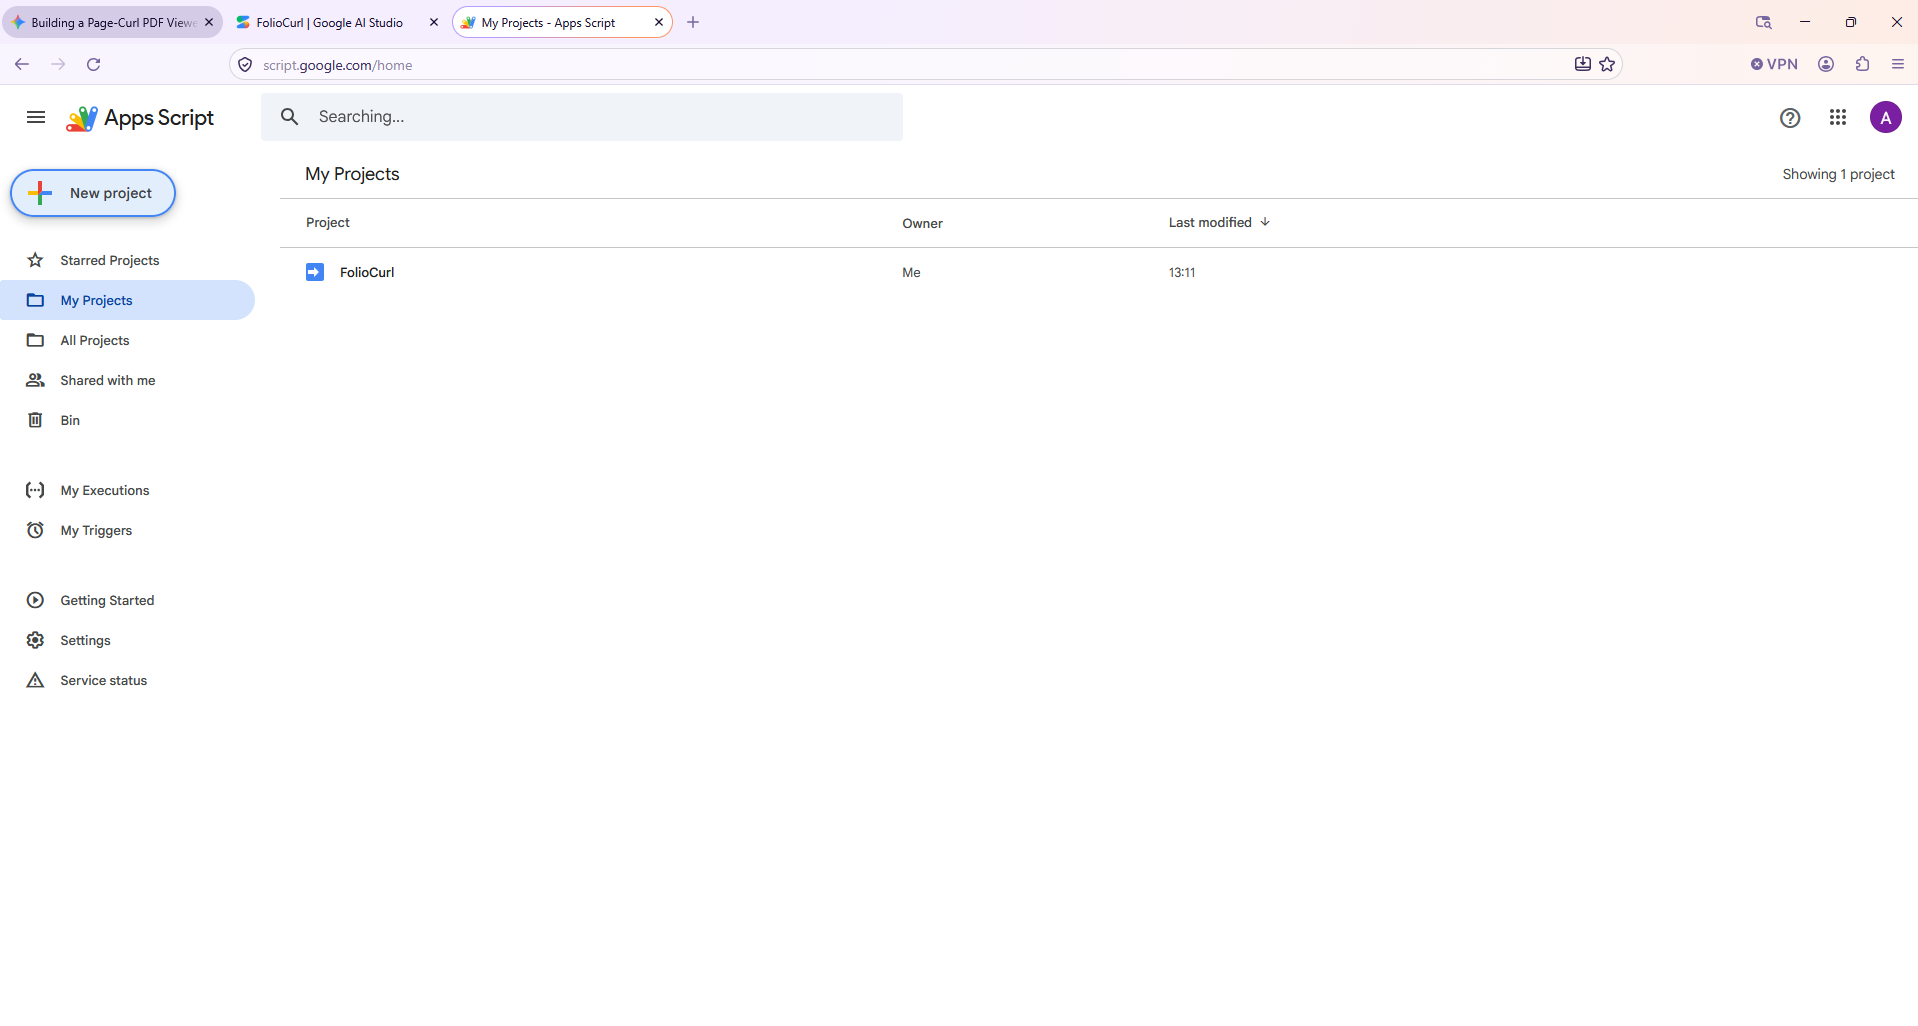 Building a Page-Curl PDF Viewe
FolioCurl | Google AI Studio
My Projects - Apps Script
script.google.com/home
VPN
Apps Script
Searching...
A
New project
My Projects
Showing 1 project
Project
Owner
Last modified
FolioCurl
Me
13:11
Starred Projects
My Projects
All Projects
Shared with me
Bin
My Executions
My Triggers
Getting Started
Settings
Service status